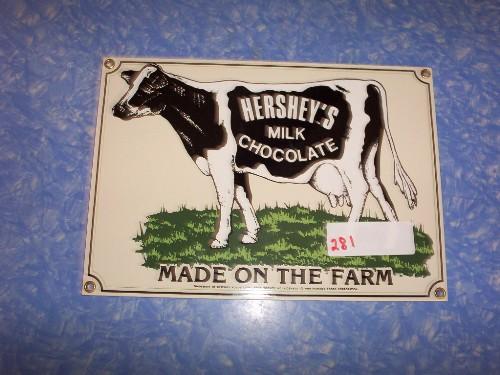 HERSHEY'S
MILK
CHOCOLATE
281
MADE ON THE FARM